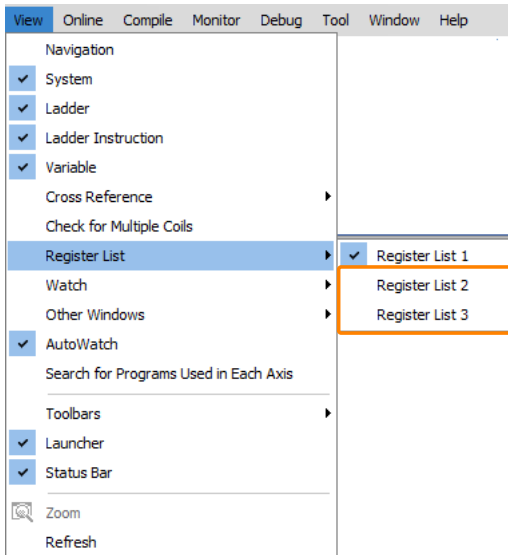 View Online Compile Monitor Debug Tool Window Help
Navigation
System
Ladder
Ladder Instruction
Variable
Cross Reference
Check for Multiple Coils
Register List
Register List 1
Watch
Register List 2
Other Windows
Register List 3
AutoWatch
Search for Programs Used in Each Axis
Toolbars
Launcher
Status Bar
Zoom
Refresh